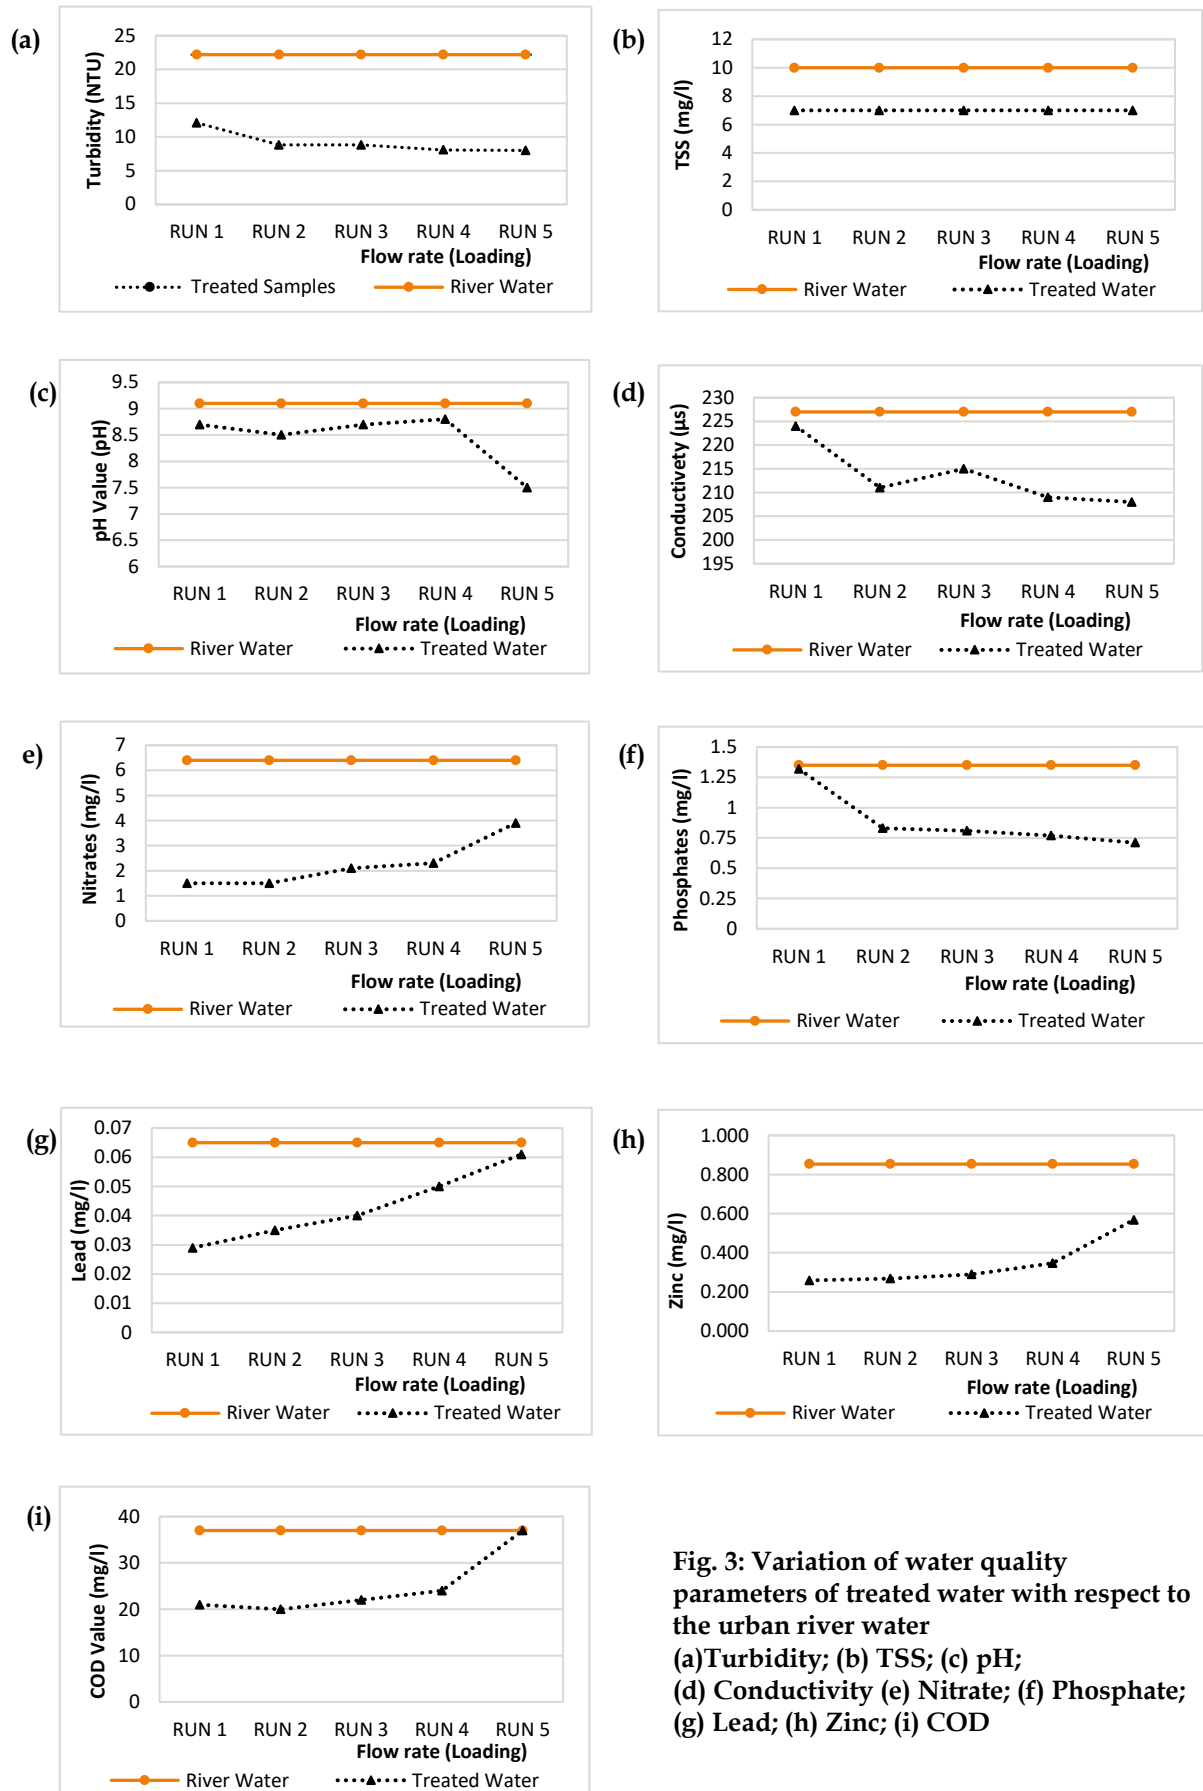 (a)
Turbidity (NTU)
25
20
15
10
5
0
RUN 1 RUN 2 RUN 3 RUN 4 RUN 5
Flow rate (Loading)
Treated Samples River Water
(b)
TSS (mg/l)
12
10
8
6
4
2
0
RUN 1 RUN 2 RUN 3 RUN 4 RUN 5
Flow rate (Loading)
River Water Treated Water
(c)
pH Value (pH)
9.5
9
8.5
8
7.5
7
6.5
6
RUN 1 RUN 2 RUN 3 RUN 4 RUN 5
Flow rate (Loading)
River Water Treated Water
(d)
Conductivety (µs)
230
225
220
215
210
205
200
195
RUN 1 RUN 2 RUN 3 RUN 4 RUN 5
Flow rate (Loading)
River Water Treated Water
e)
Nitrates (mg/l)
7
6
5
4
3
2
1
0
RUN 1 RUN 2 RUN 3 RUN 4 RUN 5
Flow rate (Loading)
River Water Treated Water
(f)
Phosphates (mg/l)
1.5
1.25
1
0.75
0.5
0.25
0
RUN 1 RUN 2 RUN 3 RUN 4 RUN 5
Flow rate (Loading)
River Water Treated Water
(g)
Lead (mg/l)
0.07
0.06
0.05
0.04
0.03
0.02
0.01
0
RUN 1 RUN 2 RUN 3 RUN 4 RUN 5
Flow rate (Loading)
River Water Treated Water
(h)
Zinc (mg/l)
1.000
0.800
0.600
0.400
0.200
0.000
RUN 1 RUN 2 RUN 3 RUN 4 RUN 5
Flow rate (Loading)
River Water Treated Water
(i)
COD Value (mg/l)
40
30
20
10
0
RUN 1 RUN 2 RUN 3 RUN 4 RUN 5
Flow rate (Loading)
River Water Treated Water
Fig. 3: Variation of water quality
parameters of treated water with respect to
the urban river water
(a)Turbidity; (b) TSS; (c) pH;
(d) Conductivity (e) Nitrate; (f) Phosphate;
(g) Lead; (h) Zinc; (i) COD